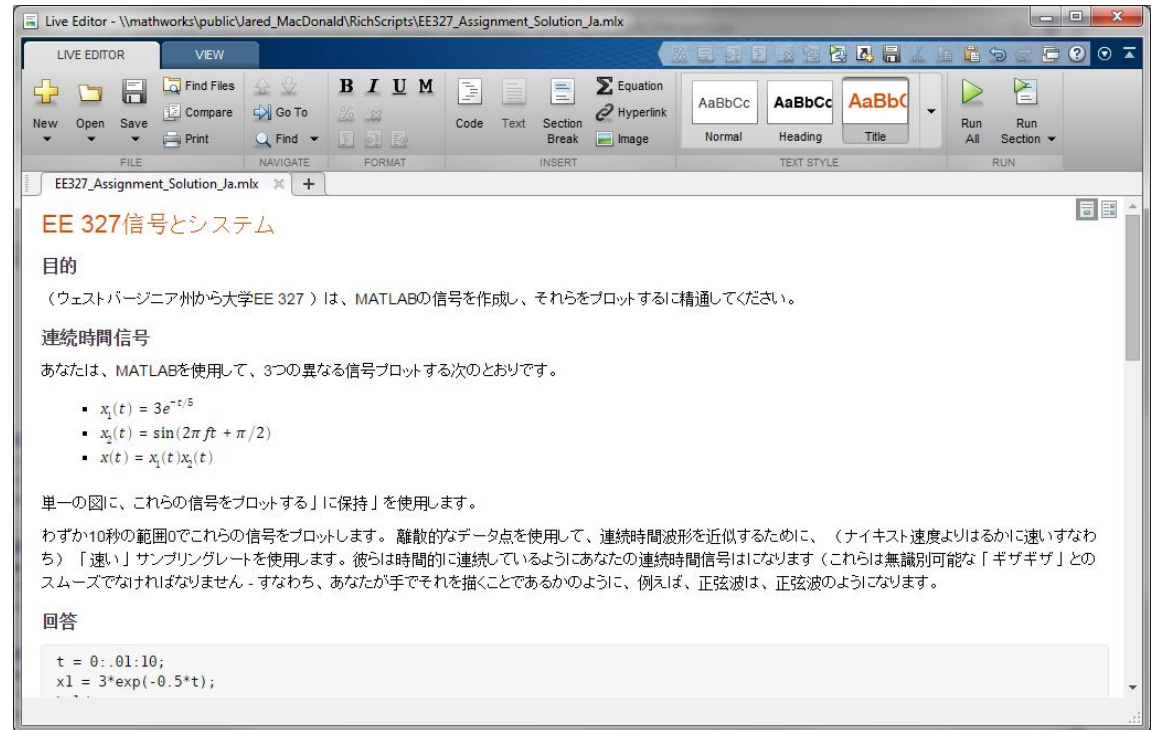 Live Editor - \\mathworks\public\Jared_MacDonald\RichScripts\EE327_Assignment_Solution_Ja.mlx
LIVE EDITOR VIEW
New Open Save Find Files Compare Print
FILE
Go To Find
NAVIGATE
B I U M
FORMAT
Code Text Section Break Equation Hyperlink Image
INSERT
AaBbCc Normal AaBbCc Heading AaBb Title
TEXT STYLE
Run All Run Section
RUN
EE327_Assignment_Solution_Ja.mlx
EE 327信号とシステム
目的
（ウェストバージニア州から大学EE 327 ）は、MATLABの信号を作成し、それらをプロットするに精通してください。
連続時間信号
あなたは、MATLABを使用して、3つの異なる信号プロットする次のとおりです。
▪ x₁(t) = 3e^{-t/5}
▪ x₂(t) = sin(2π ft + π/2)
▪ x(t) = x₁(t)x₂(t)
単一の図に、これらの信号をプロットする」に保持」を使用します。
わずか10秒の範囲0でこれらの信号をプロットします。 離散的なデータ点を使用して、連続時間波形を近似するために、 （ナイキスト速度よりはるかに速いすなわ
ち） 「速い」サンプリングレートを使用します。彼らは時間的に連続しているようにあなたの連続時間信号はになります（これらは無識別可能な「ギザギザ」との
スムーズでなければなりません - すなわち、あなたが手でそれを描くことであるかのように、例えば、正弦波は、正弦波のようになります。
回答
t = 0:.01:10;
x1 = 3*exp(-0.5*t);